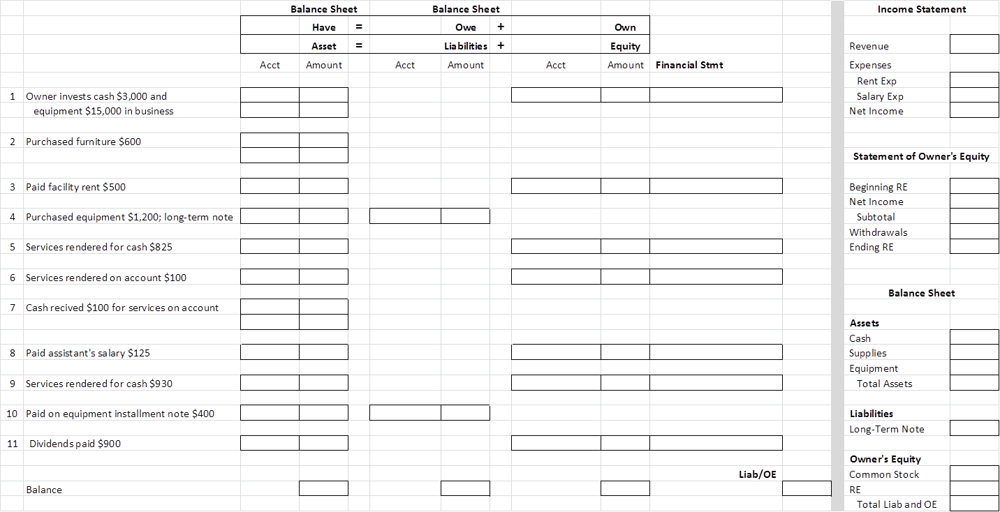 Balance Sheet Balance Sheet
Have = Owe + Own
Asset = Liabilities + Equity
Acct Amount Acct Amount Acct Amount Financial Stmt
1 Owner invests cash $3,000 and
equipment $15,000 in business
2 Purchased furniture $600
3 Paid facility rent $500
4 Purchased equipment $1,200; long-term note
5 Services rendered for cash $825
6 Services rendered on account $100
7 Cash recived $100 for services on account
8 Paid assistant's salary $125
9 Services rendered for cash $930
10 Paid on equipment installment note $400
11 Dividends paid $900
Liab/OE
Balance
Income Statement
Revenue
Expenses
Rent Exp
Salary Exp
Net Income
Statement of Owner's Equity
Beginning RE
Net Income
Subtotal
Withdrawals
Ending RE
Balance Sheet
Assets
Cash
Supplies
Equipment
Total Assets
Liabilities
Long-Term Note
Owner's Equity
Common Stock
RE
Total Liab and OE